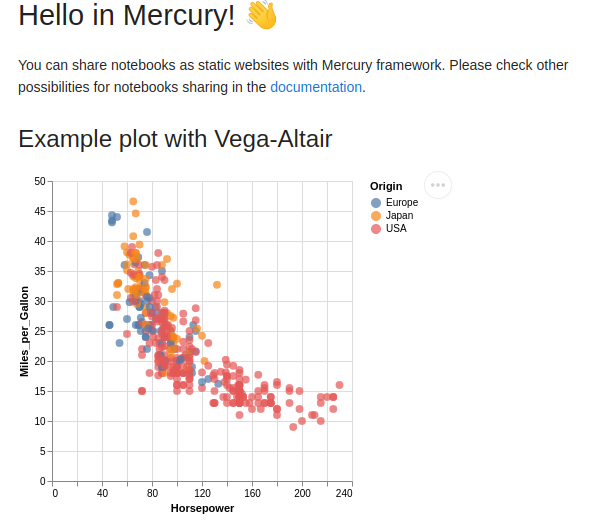 Hello in Mercury! 👋
You can share notebooks as static websites with Mercury framework. Please check other
possibilities for notebooks sharing in the documentation.
Example plot with Vega-Altair
Origin
Europe
Japan
USA
50
45
40
35
30
25
20
15
10
5
0
Miles_per_Gallon
0 40 80 120 160 200 240
Horsepower